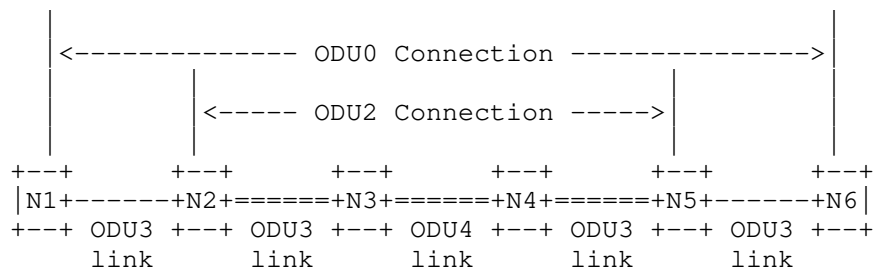 |<-------------- ODU0 Connection -------------->|
|<----- ODU2 Connection ----->|
+--+ +--+ +--+ +--+ +--+ +--+
|N1+------+N2+======+N3+======+N4+======+N5+------+N6|
+--+ ODU3 +--+ ODU3 +--+ ODU4 +--+ ODU3 +--+ ODU3 +--+
link link link link link